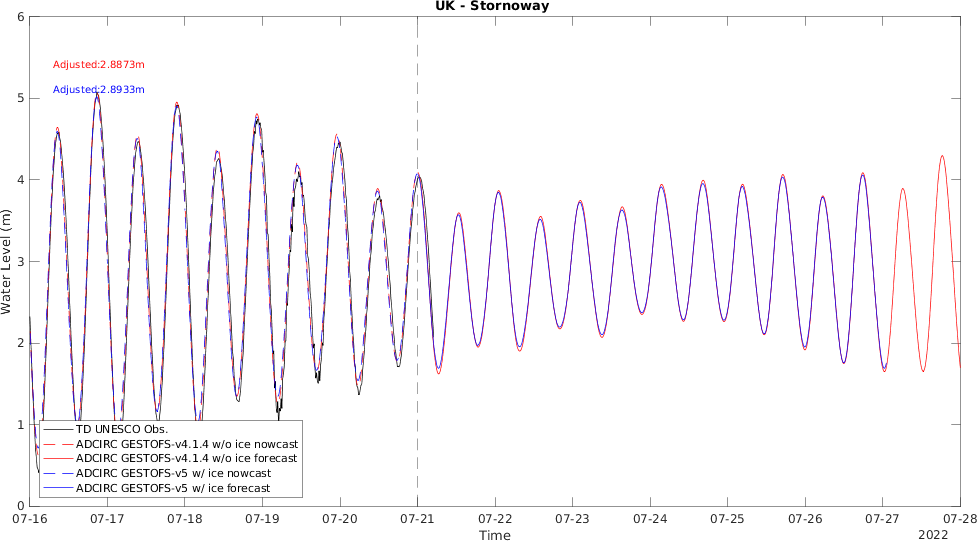 UK - Stornoway
6
Adjusted:2.8873m
Adjusted:2.8933m
5
4
3
2
1
0
Water Level (m)
TD UNESCO Obs.
ADCIRC GESTOFS-v4.1.4 w/o ice nowcast
ADCIRC GESTOFS-v4.1.4 w/o ice forecast
ADCIRC GESTOFS-v5 w/ ice nowcast
ADCIRC GESTOFS-v5 w/ ice forecast
07-16 07-17 07-18 07-19 07-20 07-21 07-22 07-23 07-24 07-25 07-26 07-27 07-28
Time
2022